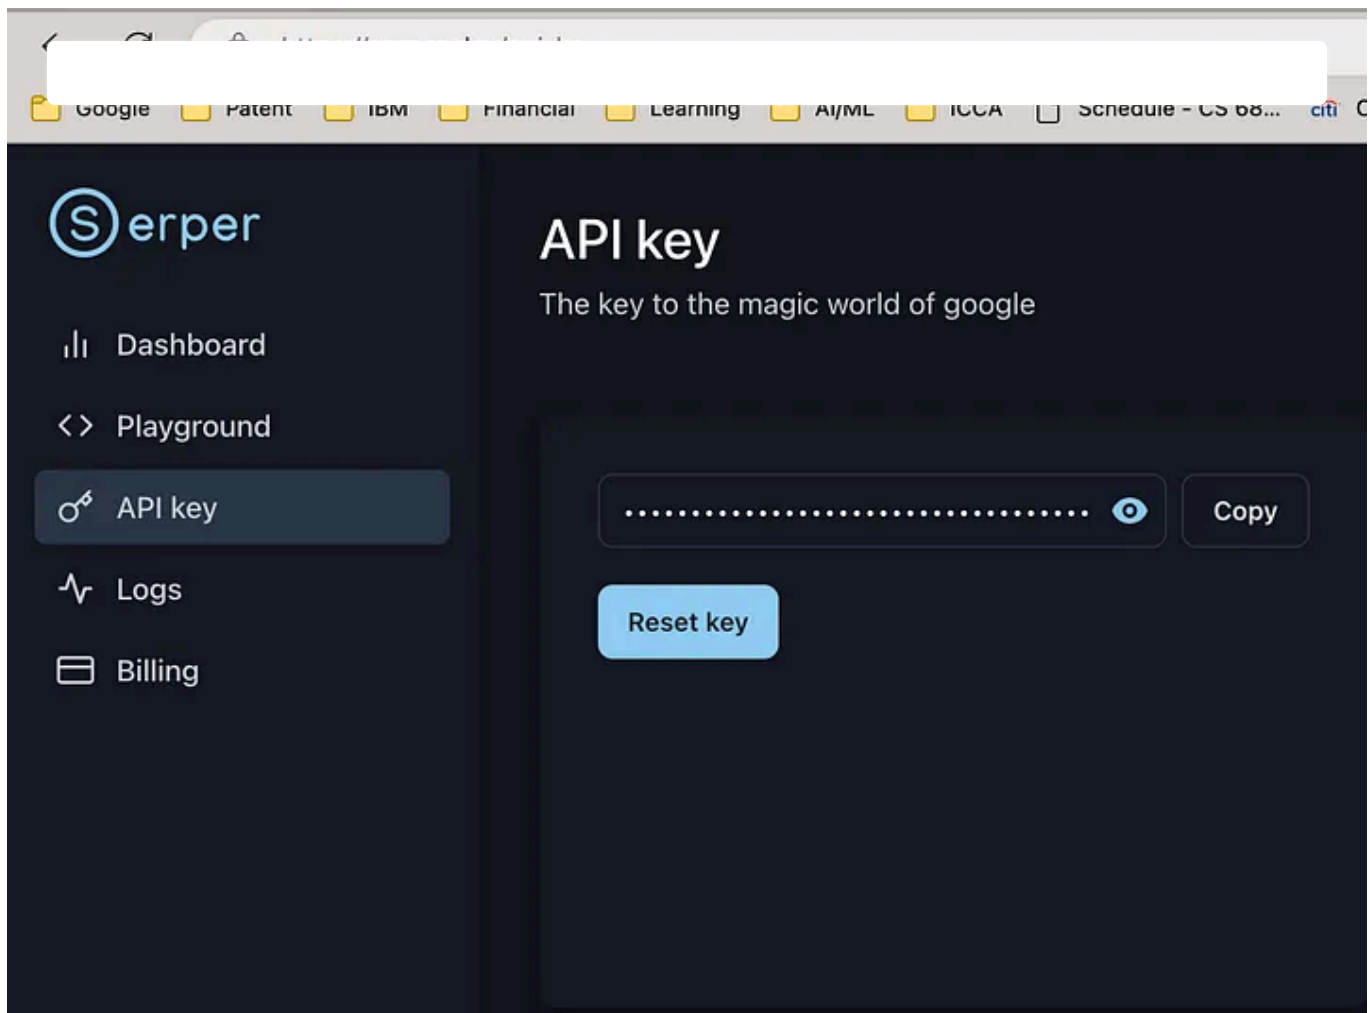 Google Patent IBM Financial Learning AI/ML ICCA Schedule - CS 68... citi
Serper
Dashboard
Playground
API key
Logs
Billing
API key
The key to the magic world of google
Copy
Reset key